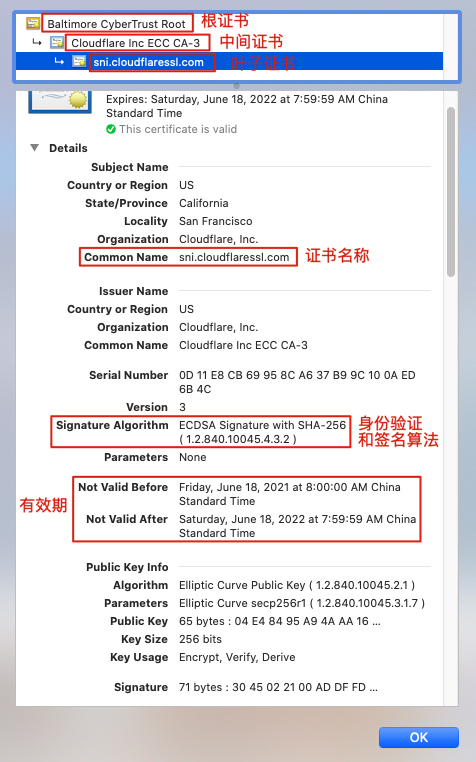 Baltimore CyberTrust Root 根证书
Cloudflare Inc ECC CA-3 中间证书
sni.cloudflaressl.com 叶子证书
Expires: Saturday, June 18, 2022 at 7:59:59 AM China
Standard Time
This certificate is valid
Details
Subject Name
Country or Region US
State/Province California
Locality San Francisco
Organization Cloudflare, Inc.
Common Name sni.cloudflaressl.com 证书名称
Issuer Name
Country or Region US
Organization Cloudflare, Inc.
Common Name Cloudflare Inc ECC CA-3
Serial Number 0D 11 E8 CB 69 95 8C A6 37 B9 9C 10 0A ED
6B 4C
Version 3
Signature Algorithm ECDSA Signature with SHA-256 身份验证
( 1.2.840.10045.4.3.2 ) 和签名算法
Parameters None
有效期
Not Valid Before Friday, June 18, 2021 at 8:00:00 AM China
Standard Time
Not Valid After Saturday, June 18, 2022 at 7:59:59 AM China
Standard Time
Public Key Info
Algorithm Elliptic Curve Public Key ( 1.2.840.10045.2.1 )
Parameters Elliptic Curve secp256r1 ( 1.2.840.10045.3.1.7 )
Public Key 65 bytes : 04 E4 84 95 A9 4A AA 16 ...
Key Size 256 bits
Key Usage Encrypt, Verify, Derive
Signature 71 bytes : 30 45 02 21 00 AD DF FD ...
OK